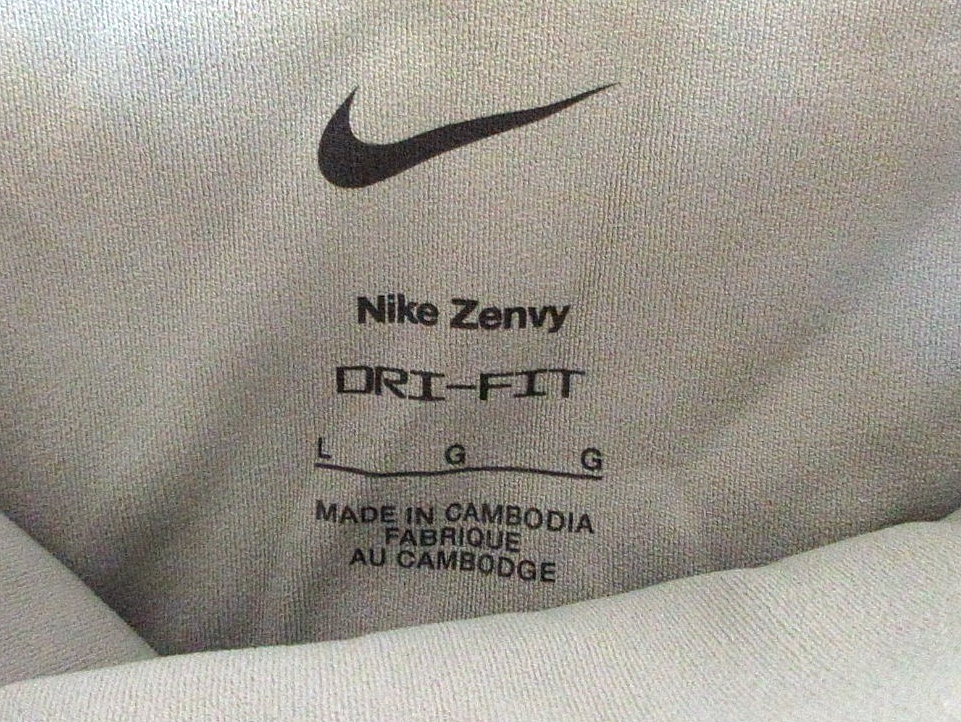 Nike Zenvy
DRI-FIT
L G G
MADE IN CAMBODIA
FABRIQUE
AU CAMBODGE